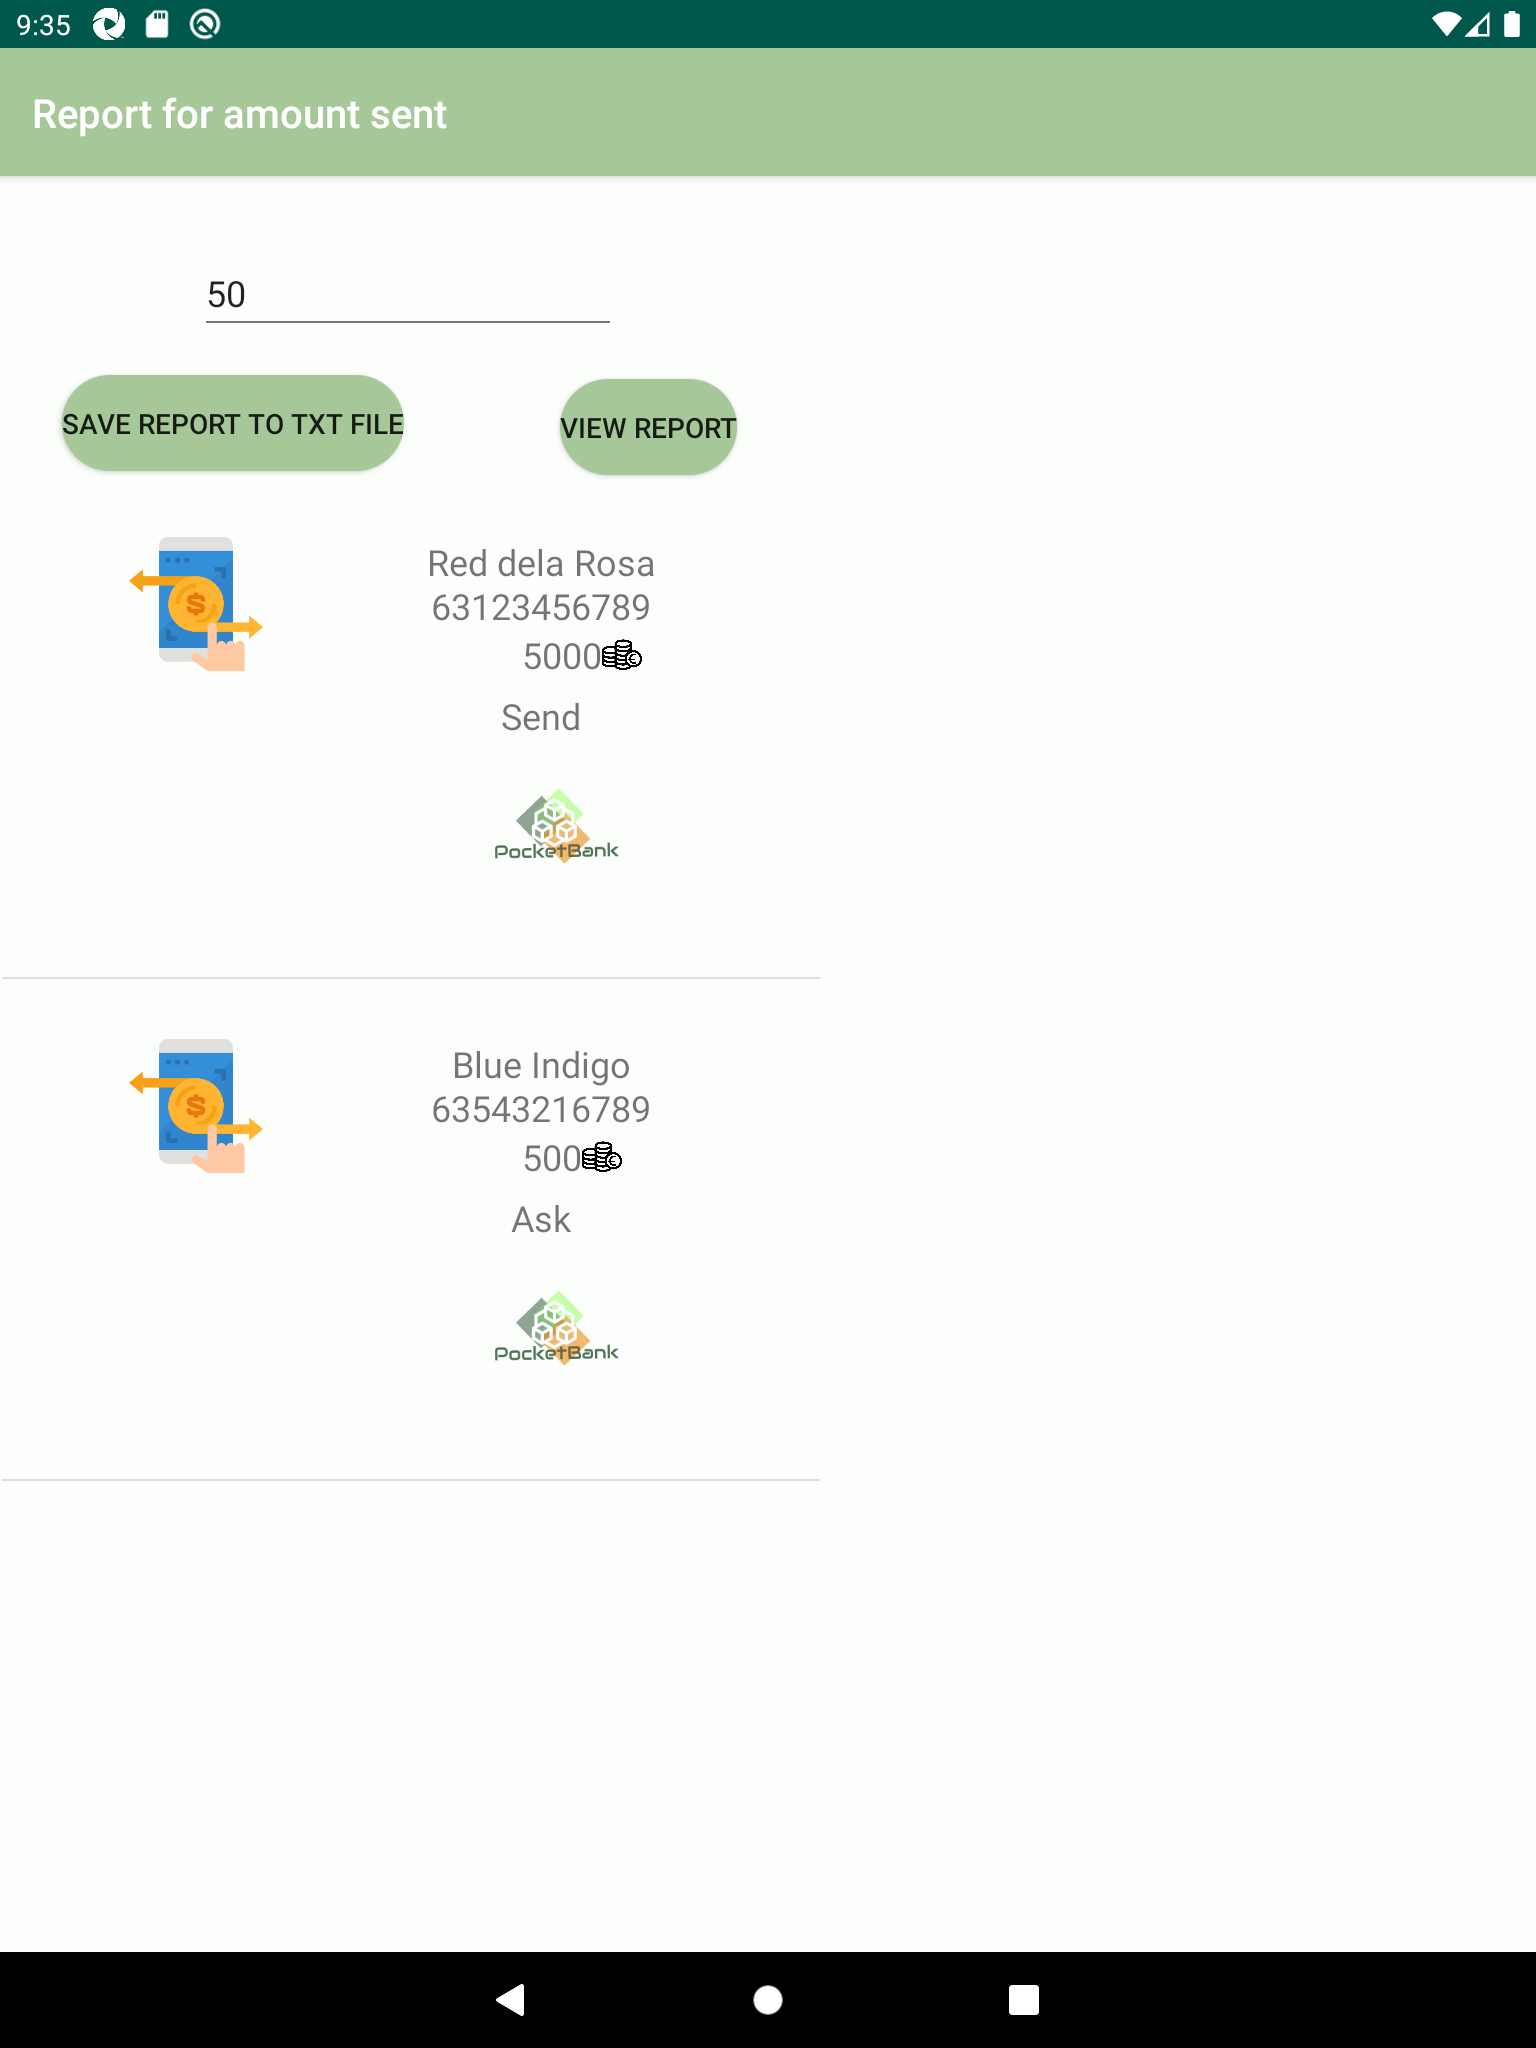 9:35
Report for amount sent
50
SAVE REPORT TO TXT FILE
VIEW REPORT
Red dela Rosa
63123456789
5000
Send
PocketBank
Blue Indigo
63543216789
500
Ask
PocketBank